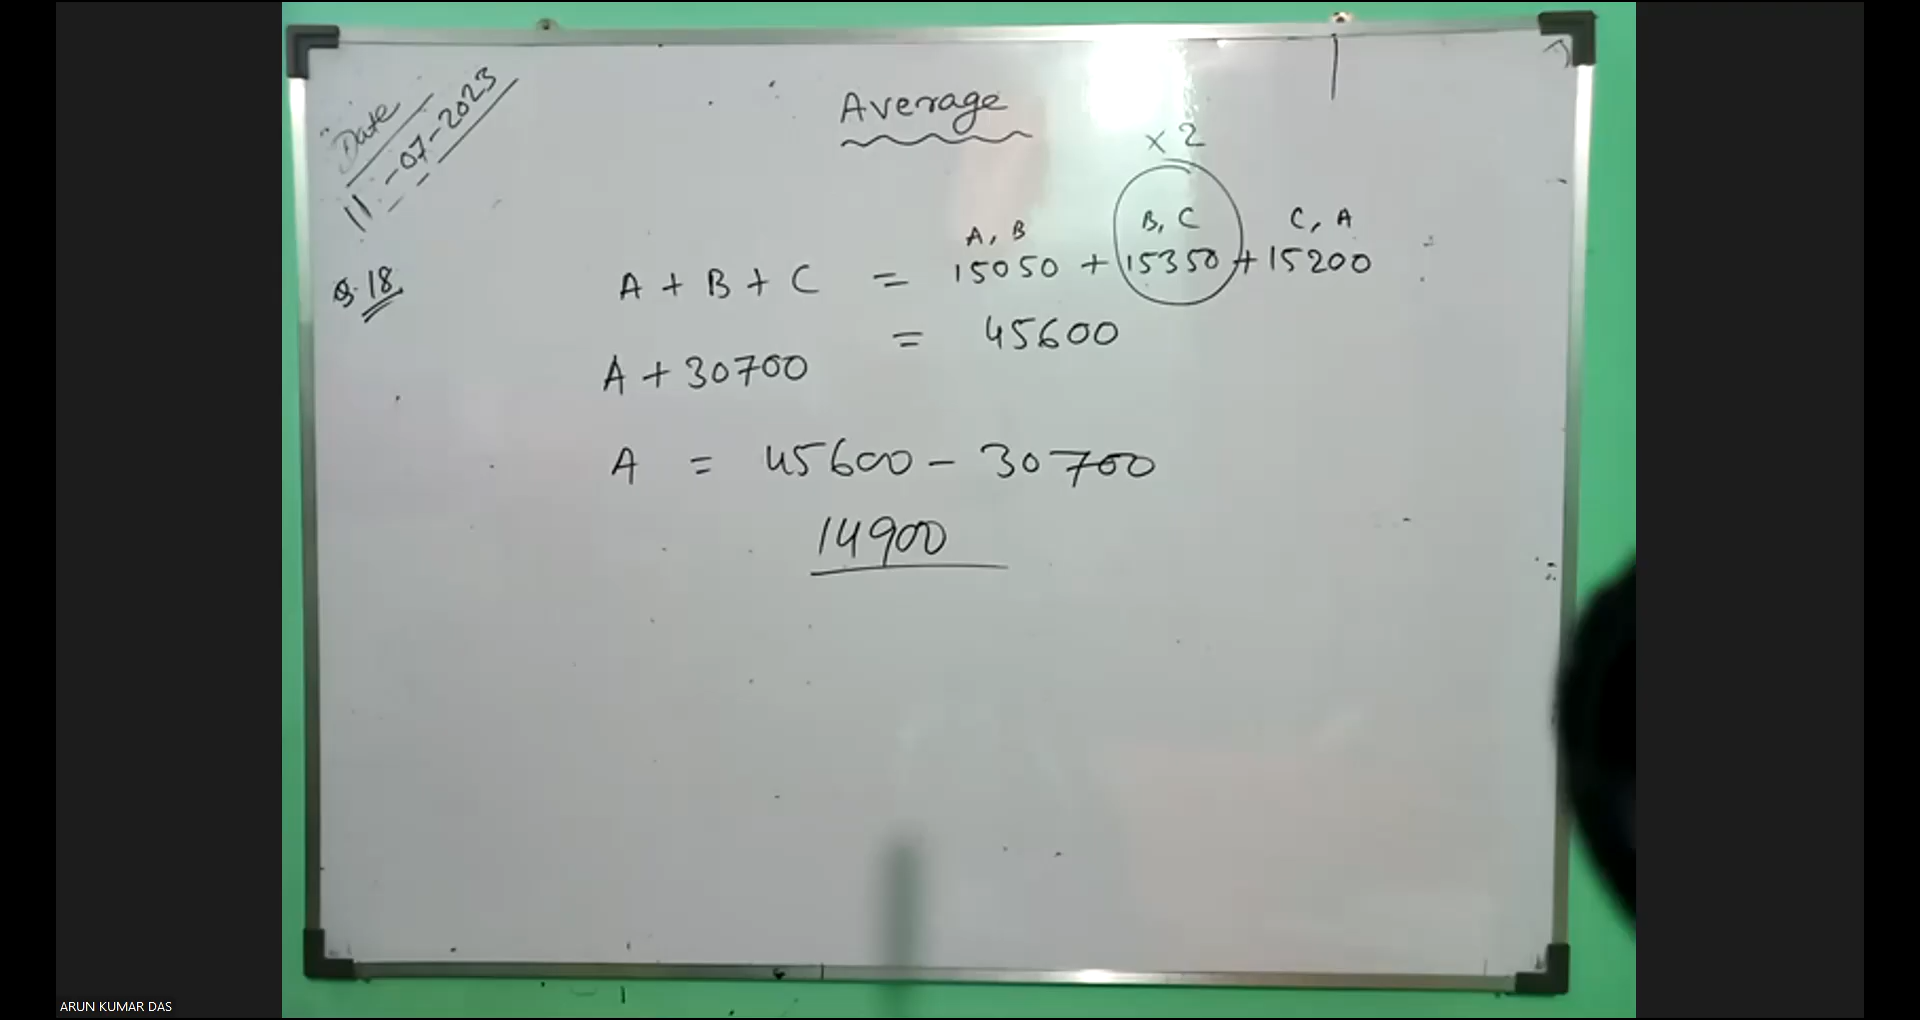 Average
Date
11-07-2023
× 2
A, B B, C C, A
Q.18 A + B + C = 15050 + 15350 + 15200
= 45600
A + 30700
A = 45600 - 30700
14900
ARUN KUMAR DAS